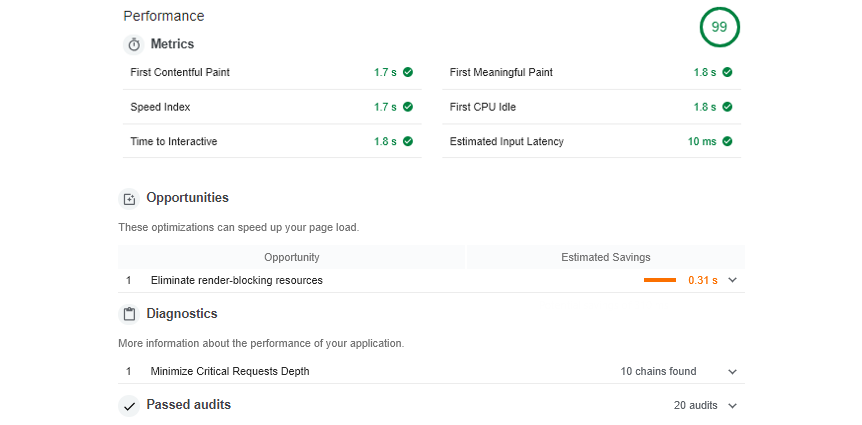 Performance
99
Metrics
First Contentful Paint 1.7 s
First Meaningful Paint 1.8 s
Speed Index 1.7 s
First CPU Idle 1.8 s
Time to Interactive 1.8 s
Estimated Input Latency 10 ms
Opportunities
These optimizations can speed up your page load.
Opportunity Estimated Savings
1 Eliminate render-blocking resources 0.31 s
Diagnostics
More information about the performance of your application.
1 Minimize Critical Requests Depth 10 chains found
Passed audits 20 audits